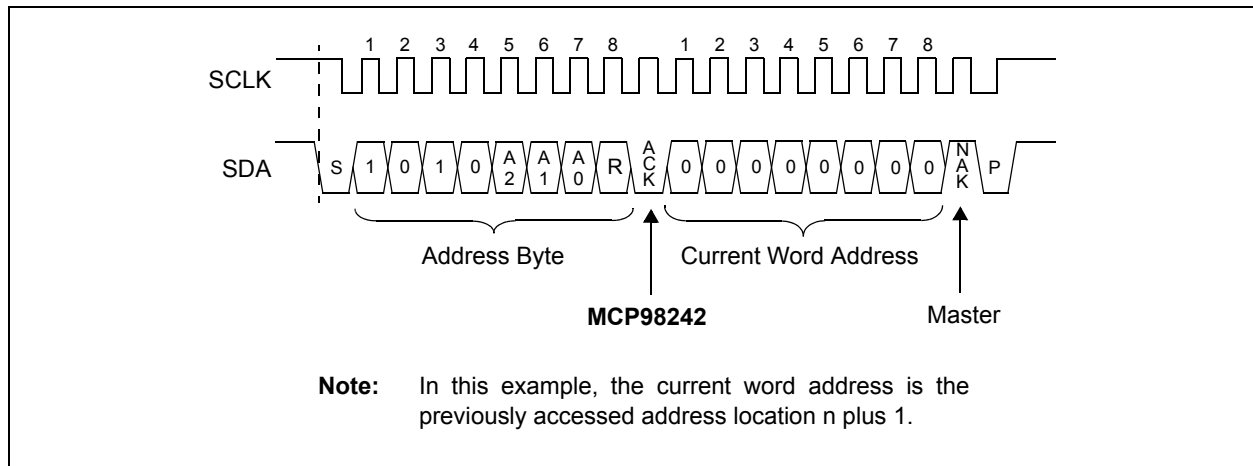 1 2 3 4 5 6 7 8 1 2 3 4 5 6 7 8
SCLK
SDA S 1 0 1 0 A2 A1 A0 R ACK 0 0 0 0 0 0 0 0 NAK P
Address Byte Current Word Address
MCP98242 Master
Note: In this example, the current word address is the
previously accessed address location n plus 1.